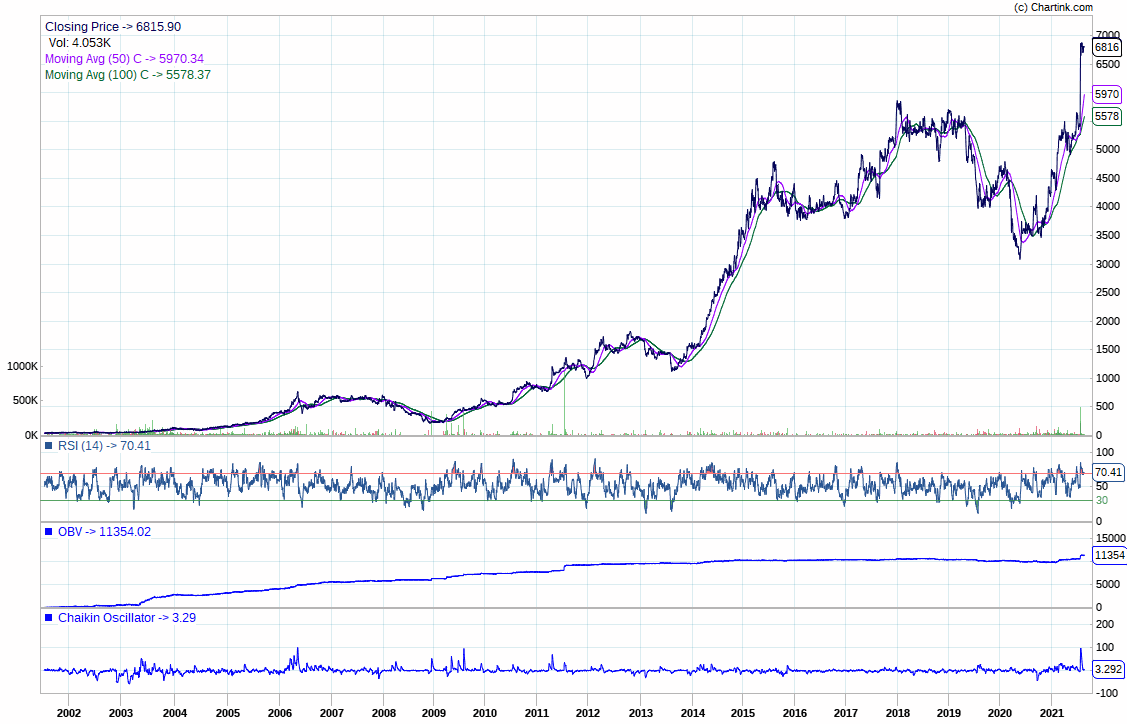 (c) Chartink.com
Closing Price -> 6815.90
Vol: 4.053K
Moving Avg (50) C -> 5970.34
Moving Avg (100) C -> 5578.37
7000
6816
6500
5970
5578
5000
4500
4000
3500
3000
2500
2000
1500
1000K
1000
500K
500
0K
0
RSI (14) -> 70.41
100
70.41
50
30
0
OBV -> 11354.02
15000
11354
5000
0
Chaikin Oscillator -> 3.29
200
100
3.292
-100
2002 2003 2004 2005 2006 2007 2008 2009 2010 2011 2012 2013 2014 2015 2016 2017 2018 2019 2020 2021